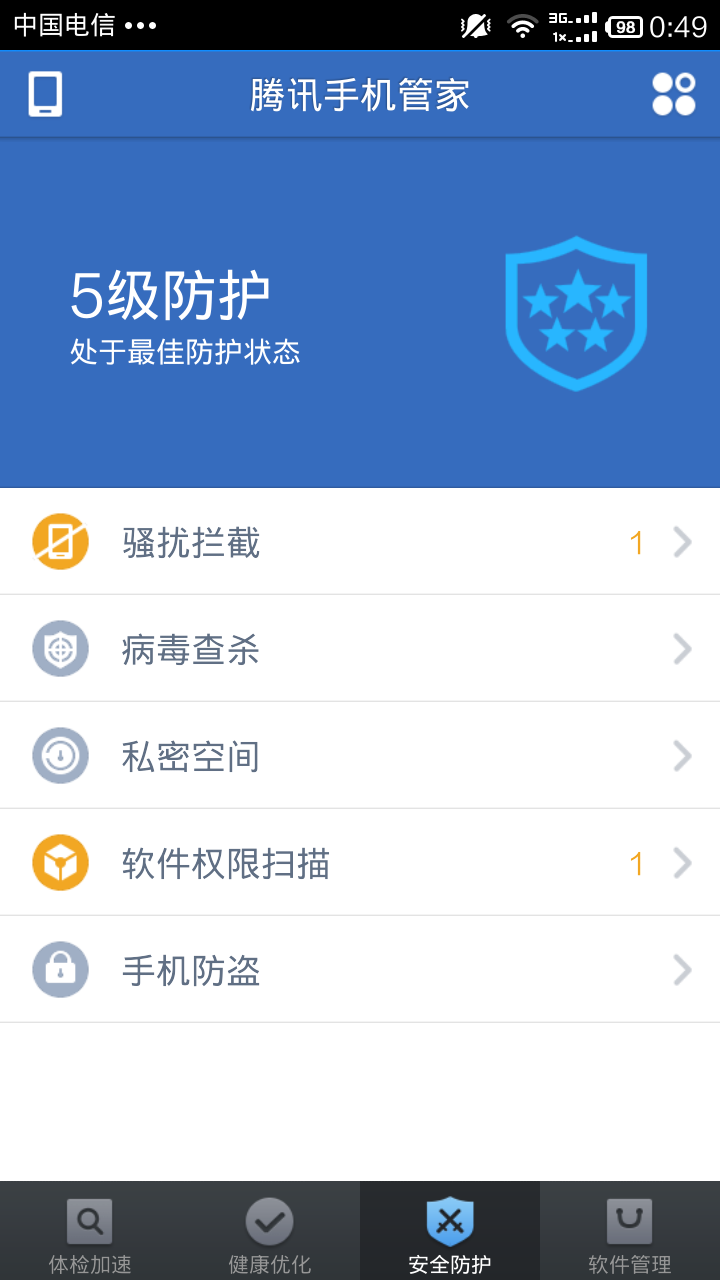 中国电信 ••• 3G 1x 98 0:49
腾讯手机管家
5级防护
处于最佳防护状态
骚扰拦截 1
病毒查杀
私密空间
软件权限扫描 1
手机防盗
体检加速 健康优化 安全防护 软件管理